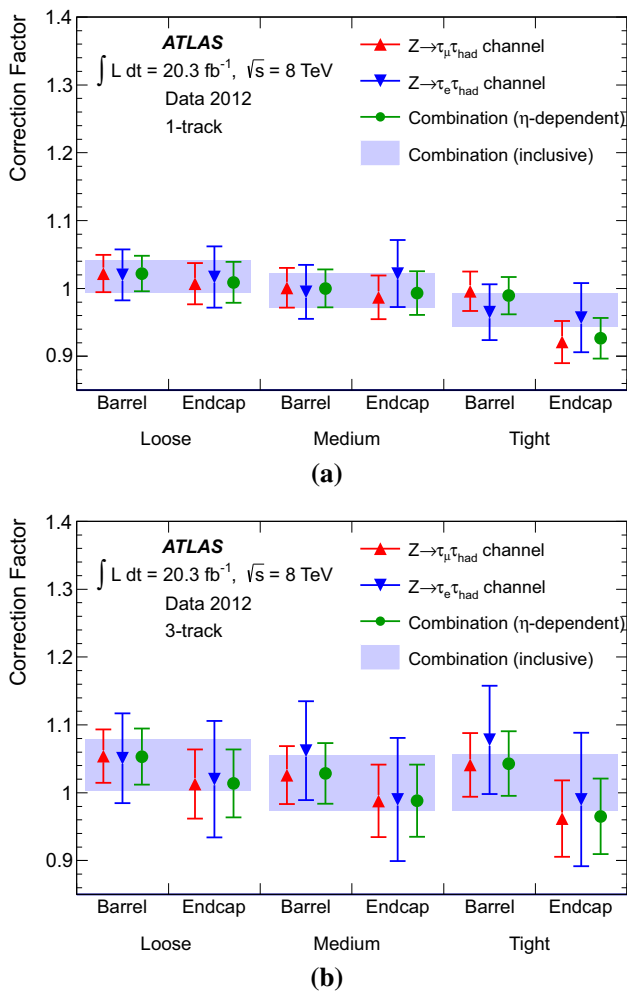 1.4
1.3
1.2
1.1
1
0.9
Correction Factor
ATLAS
∫ L dt = 20.3 fb⁻¹, √s = 8 TeV
Data 2012
1-track
Z→τμτhad channel
Z→τeτhad channel
Combination (η-dependent)
Combination (inclusive)
Barrel Endcap Barrel Endcap Barrel Endcap
Loose Medium Tight
(a)
1.4
1.3
1.2
1.1
1
0.9
Correction Factor
ATLAS
∫ L dt = 20.3 fb⁻¹, √s = 8 TeV
Data 2012
3-track
Z→τμτhad channel
Z→τeτhad channel
Combination (η-dependent)
Combination (inclusive)
Barrel Endcap Barrel Endcap Barrel Endcap
Loose Medium Tight
(b)